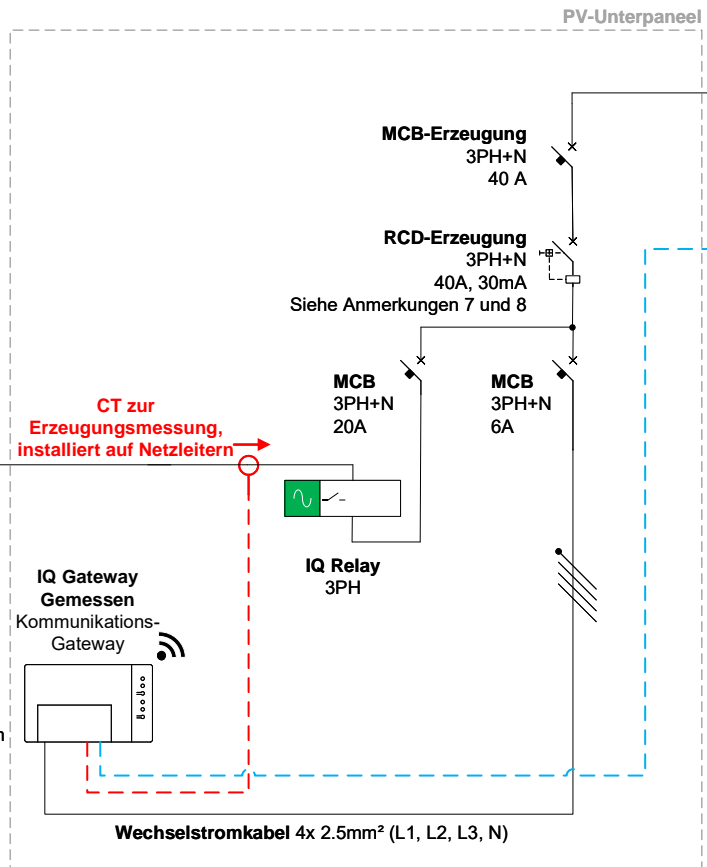 PV-Unterpaneel
MCB-Erzeugung
3PH+N
40 A
RCD-Erzeugung
3PH+N
40A, 30mA
Siehe Anmerkungen 7 und 8
MCB
3PH+N
20A
MCB
3PH+N
6A
CT zur
Erzeugungsmessung,
installiert auf Netzleitern
IQ Relay
3PH
IQ Gateway
Gemessen
Kommunikations-
Gateway
n
Wechselstromkabel 4x 2.5mm² (L1, L2, L3, N)